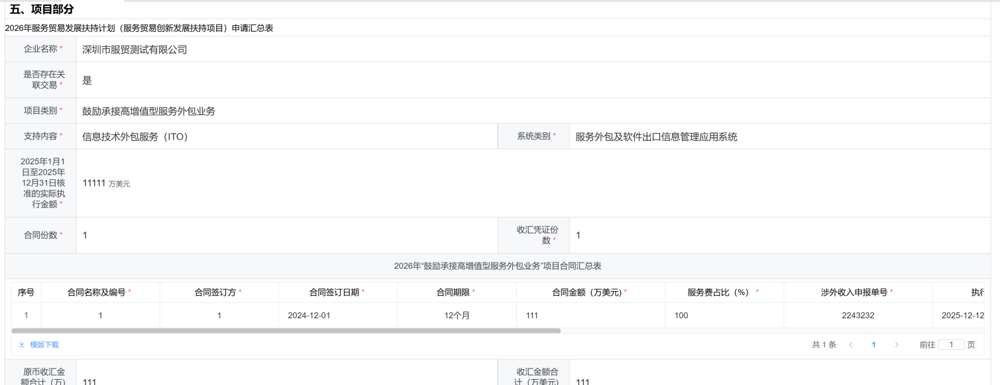 五、项目部分
2026年服务贸易发展扶持计划（服务贸易创新发展扶持项目）申请汇总表
企业名称 * 深圳市服贸测试有限公司
是否存在关
联交易 * 是
项目类别 * 鼓励承接高增值型服务外包业务
支持内容 * 信息技术外包服务（ITO） 系统类别 * 服务外包及软件出口信息管理应用系统
2025年1月1
日至2025年
12月31日核
准的实际执
行金额 *
11111 万美元
合同份数 * 1
收汇凭证份
数 * 1
2026年“鼓励承接高增值型服务外包业务”项目合同汇总表
序号 合同名称及编号 * 合同签订方 * 合同签订日期 * 合同期限 * 合同金额（万美元） * 服务费占比（%） * 涉外收入申报单号 * 执行
1 1 1 2024-12-01 12个月 111 100 2243232 2025-12-12
模版下载 共 1 条 < 1 > 前往 1 页
原币收汇金
额合计（万） 111
收汇金额合
计（万美元） 111